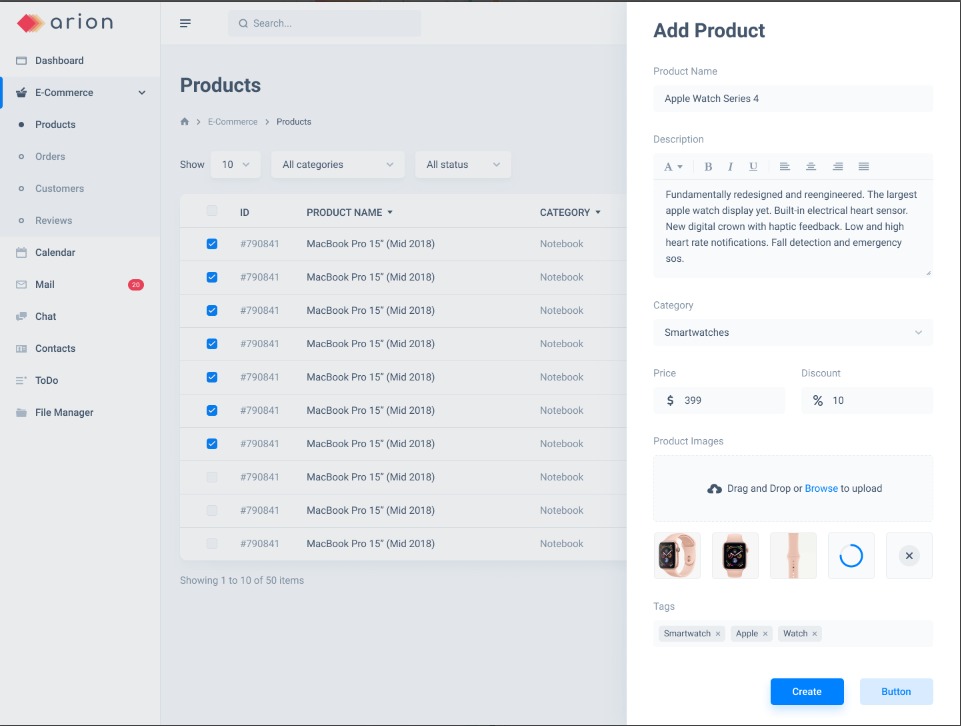 arion
Dashboard
E-Commerce
Products
Orders
Customers
Reviews
Calendar
Mail 20
Chat
Contacts
ToDo
File Manager
Search...
Products
E-Commerce > Products
Show 10 All categories All status
ID PRODUCT NAME CATEGORY
#790841 MacBook Pro 15" (Mid 2018) Notebook
#790841 MacBook Pro 15" (Mid 2018) Notebook
#790841 MacBook Pro 15" (Mid 2018) Notebook
#790841 MacBook Pro 15" (Mid 2018) Notebook
#790841 MacBook Pro 15" (Mid 2018) Notebook
#790841 MacBook Pro 15" (Mid 2018) Notebook
#790841 MacBook Pro 15" (Mid 2018) Notebook
#790841 MacBook Pro 15" (Mid 2018) Notebook
#790841 MacBook Pro 15" (Mid 2018) Notebook
#790841 MacBook Pro 15" (Mid 2018) Notebook
Showing 1 to 10 of 50 items
Add Product
Product Name
Apple Watch Series 4
Description
A B I U
Fundamentally redesigned and reengineered. The largest
apple watch display yet. Built-in electrical heart sensor.
New digital crown with haptic feedback. Low and high
heart rate notifications. Fall detection and emergency
sos.
Category
Smartwatches
Price Discount
$ 399 % 10
Product Images
Drag and Drop or Browse to upload
Tags
Smartwatch × Apple × Watch ×
Create Button